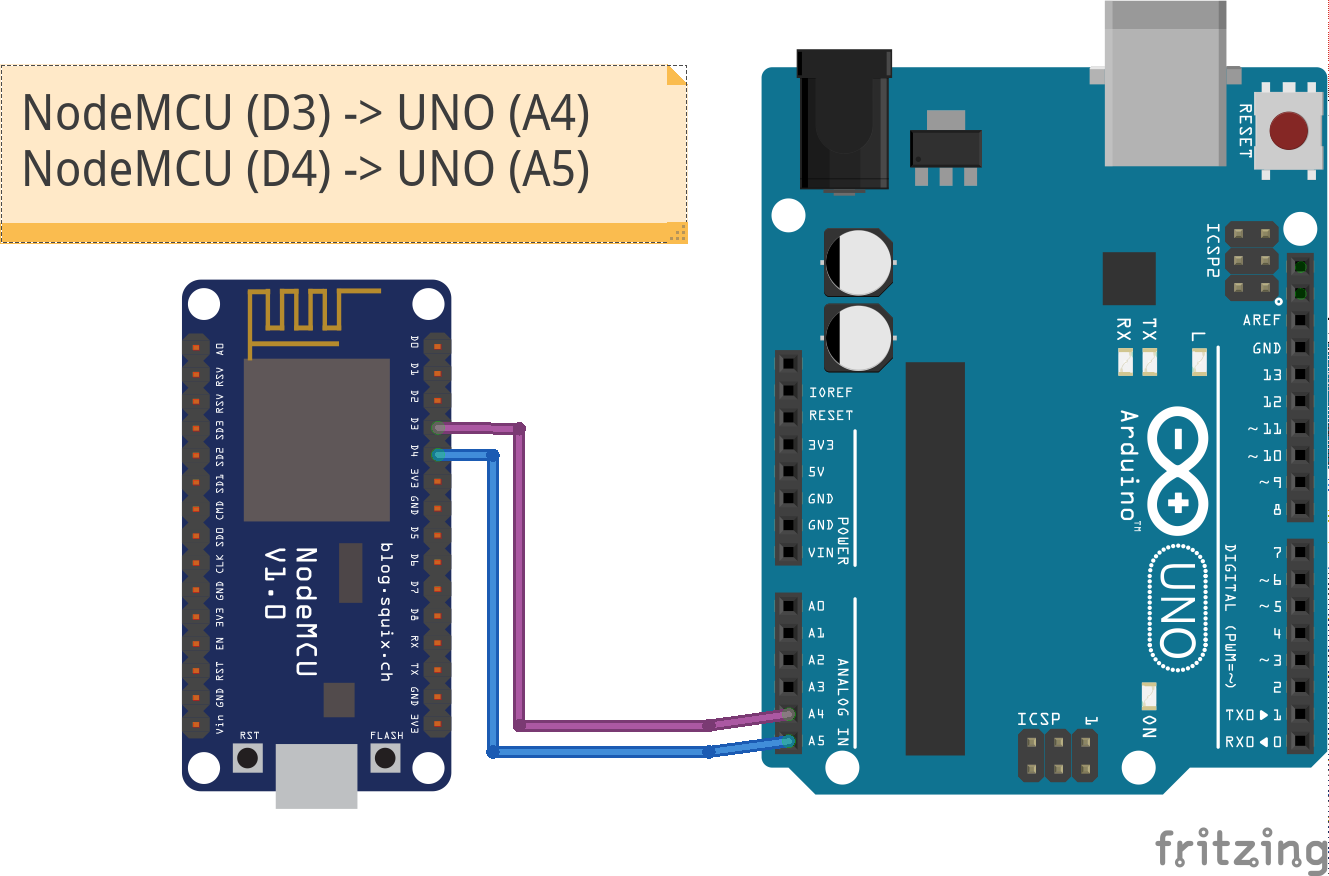 NodeMCU (D3) -> UNO (A4)
NodeMCU (D4) -> UNO (A5)
A0
RSV
RSV
SD3
SD2
SD1
CMD
SD0
CLK
GND
3V3
EN
RST
GND
Vin
D0
D1
D2
D3
D4
3V3
GND
D5
D6
D7
D8
RX
TX
GND
3V3
NodeMCU
V1.0
blog.squix.ch
RST
FLASH
RESET
ICSP2
IOREF
RESET
3V3
5V
GND
GND
VIN
POWER
A0
A1
A2
A3
A4
A5
ANALOG IN
RX
TX
L
Arduino™
UNO
ON
ICSP
1
AREF
GND
13
12
~11
~10
~9
8
7
~6
~5
4
~3
2
TX0▶1
RX0◀0
DIGITAL (PWM=~)
fritzing